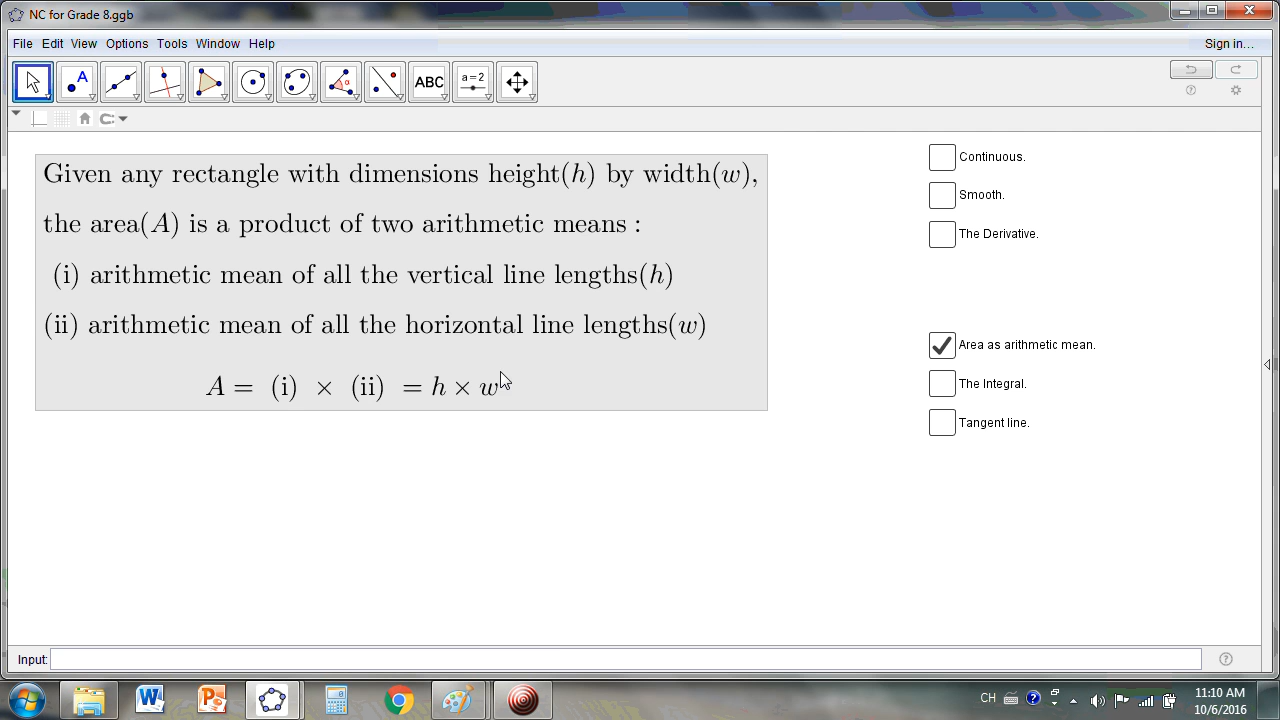 NC for Grade 8.ggb
File Edit View Options Tools Window Help
Sign in...
A
α
ABC
a=2
Given any rectangle with dimensions height(h) by width(w),
the area(A) is a product of two arithmetic means :
(i) arithmetic mean of all the vertical line lengths(h)
(ii) arithmetic mean of all the horizontal line lengths(w)
A = (i) × (ii) = h × w
Continuous.
Smooth.
The Derivative.
Area as arithmetic mean.
The Integral.
Tangent line.
Input:
CH
11:10 AM
10/6/2016